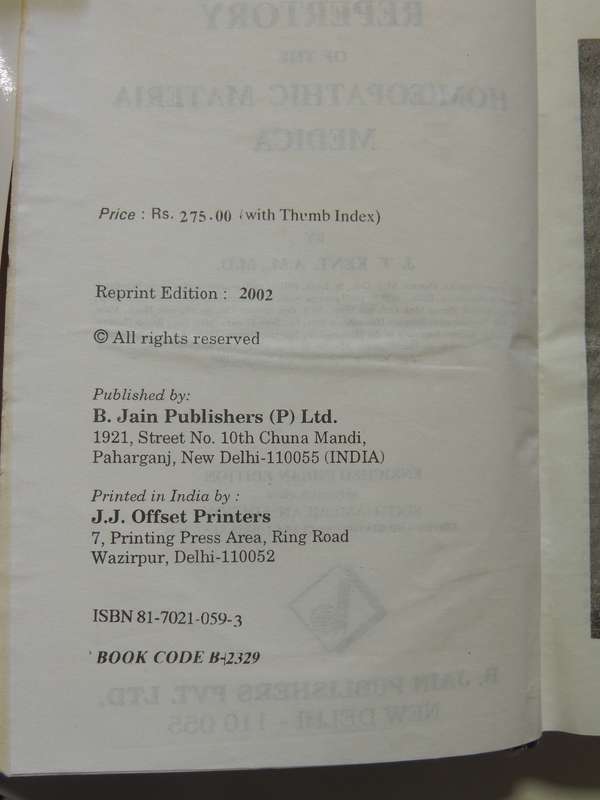 REPERTORY
OF THE
HOMŒOPATHIC MATERIA
MEDICA
Price : Rs. 275.00 (with Thumb Index)
BY
J. T. KENT, A.M., M.D.
Reprint Edition : 2002
© All rights reserved
Published by:
B. Jain Publishers (P) Ltd.
1921, Street No. 10th Chuna Mandi,
Paharganj, New Delhi-110055 (INDIA)
Printed in India by :
J.J. Offset Printers
7, Printing Press Area, Ring Road
Wazirpur, Delhi-110052
ISBN 81-7021-059-3
BOOK CODE B-2329
B. JAIN PUBLISHERS PVT. LTD.
NEW DELHI - 110 055